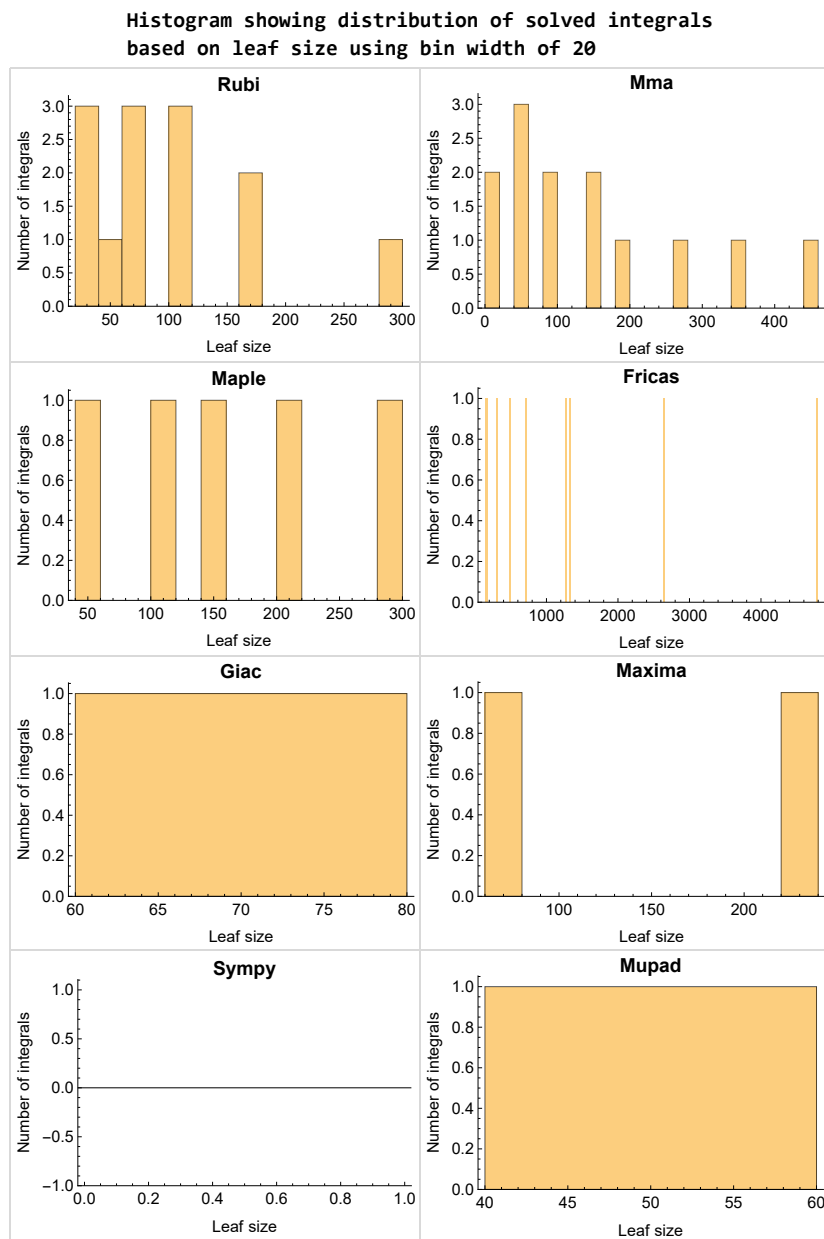 Histogram showing distribution of solved integrals
based on leaf size using bin width of 20
Rubi
Number of integrals
3.0
2.5
2.0
1.5
1.0
0.5
0.0
50 100 150 200 250 300
Leaf size
Mma
Number of integrals
3.0
2.5
2.0
1.5
1.0
0.5
0.0
0 100 200 300 400
Leaf size
Maple
Number of integrals
1.0
0.8
0.6
0.4
0.2
0.0
50 100 150 200 250 300
Leaf size
Fricas
Number of integrals
1.0
0.8
0.6
0.4
0.2
0.0
1000 2000 3000 4000
Leaf size
Giac
Number of integrals
1.0
0.8
0.6
0.4
0.2
0.0
60 65 70 75 80
Leaf size
Maxima
Number of integrals
1.0
0.8
0.6
0.4
0.2
0.0
100 150 200
Leaf size
Sympy
Number of integrals
1.0
0.5
0.0
−0.5
−1.0
0.0 0.2 0.4 0.6 0.8 1.0
Leaf size
Mupad
Number of integrals
1.0
0.8
0.6
0.4
0.2
0.0
40 45 50 55 60
Leaf size